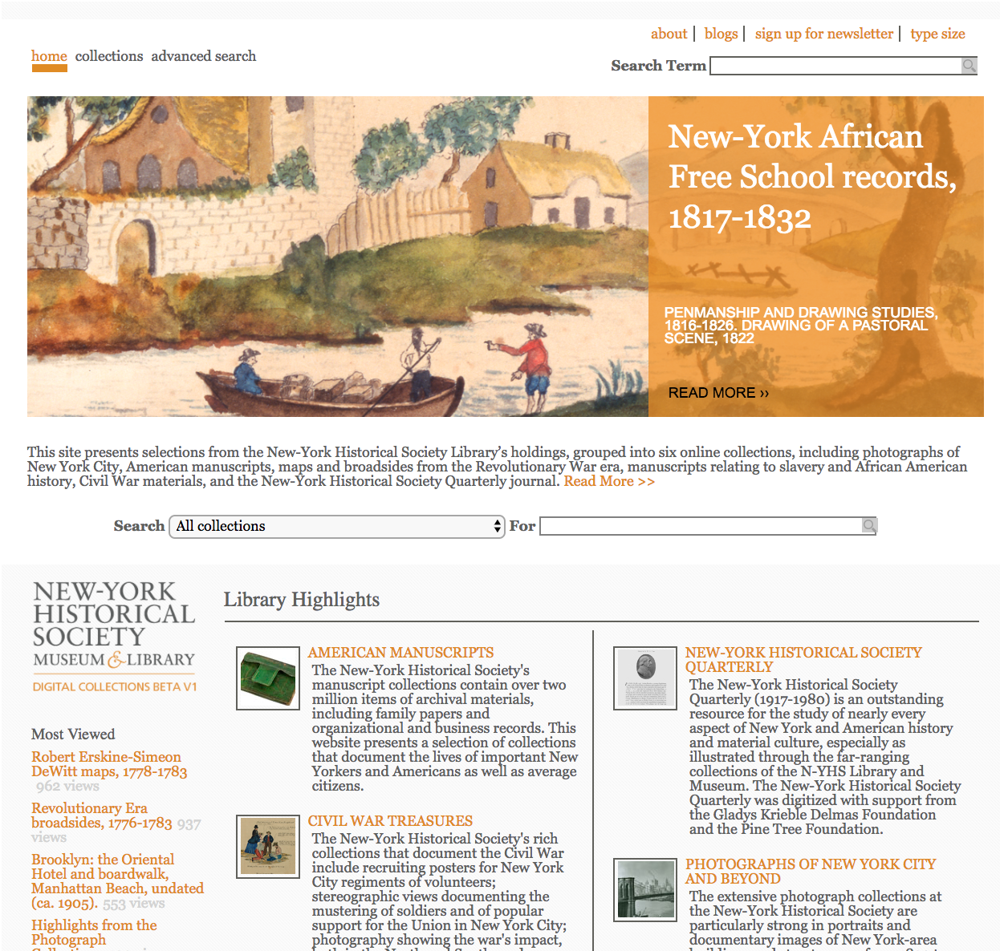 about
blogs
sign up for newsletter
type size
home
collections
advanced search
Search Term
New-York African
Free School records,
1817-1832
PENMANSHIP AND DRAWING STUDIES,
1816-1826. DRAWING OF A PASTORAL
SCENE, 1822
READ MORE ››
This site presents selections from the New-York Historical Society Library’s holdings, grouped into six online collections, including photographs of
New York City, American manuscripts, maps and broadsides from the Revolutionary War era, manuscripts relating to slavery and African American
history, Civil War materials, and the New-York Historical Society Quarterly journal. Read More >>
Search
All collections
For
NEW-YORK
HISTORICAL
SOCIETY
MUSEUM & LIBRARY
DIGITAL COLLECTIONS BETA V1
Most Viewed
Robert Erskine-Simeon
DeWitt maps, 1778-1783
962 views
Revolutionary Era
broadsides, 1776-1783 937
views
Brooklyn: the Oriental
Hotel and boardwalk,
Manhattan Beach, undated
(ca. 1905). 553 views
Highlights from the
Photograph
Library Highlights
AMERICAN MANUSCRIPTS
The New-York Historical Society's
manuscript collections contain over two
million items of archival materials,
including family papers and
organizational and business records. This
website presents a selection of collections
that document the lives of important New
Yorkers and Americans as well as average
citizens.
CIVIL WAR TREASURES
The New-York Historical Society's rich
collections that document the Civil War
include recruiting posters for New York
City regiments of volunteers;
stereographic views documenting the
mustering of soldiers and of popular
support for the Union in New York City;
photography showing the war's impact,
NEW-YORK HISTORICAL SOCIETY
QUARTERLY
The New-York Historical Society
Quarterly (1917-1980) is an outstanding
resource for the study of nearly every
aspect of New York and American history
and material culture, especially as
illustrated through the far-ranging
collections of the N-YHS Library and
Museum. The New-York Historical Society
Quarterly was digitized with support from
the Gladys Krieble Delmas Foundation
and the Pine Tree Foundation.
PHOTOGRAPHS OF NEW YORK CITY
AND BEYOND
The extensive photograph collections at
the New-York Historical Society are
particularly strong in portraits and
documentary images of New York-area